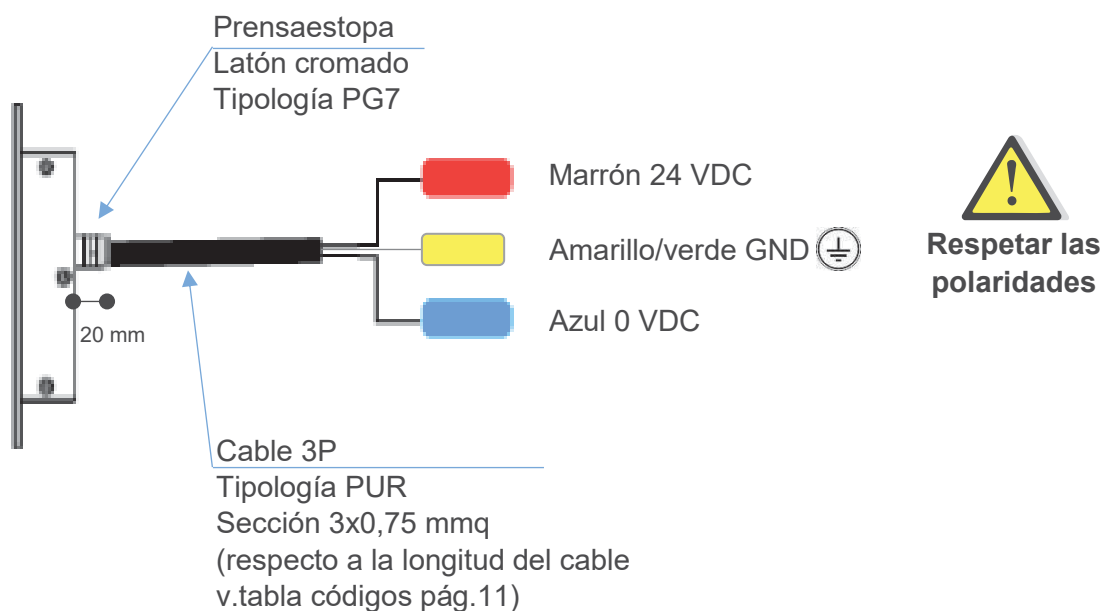 Prensaestopa
Latón cromado
Tipología PG7
Marrón 24 VDC
Amarillo/verde GND
Azul 0 VDC
Respetar las
polaridades
20 mm
Cable 3P
Tipología PUR
Sección 3x0,75 mmq
(respecto a la longitud del cable
v.tabla códigos pág.11)